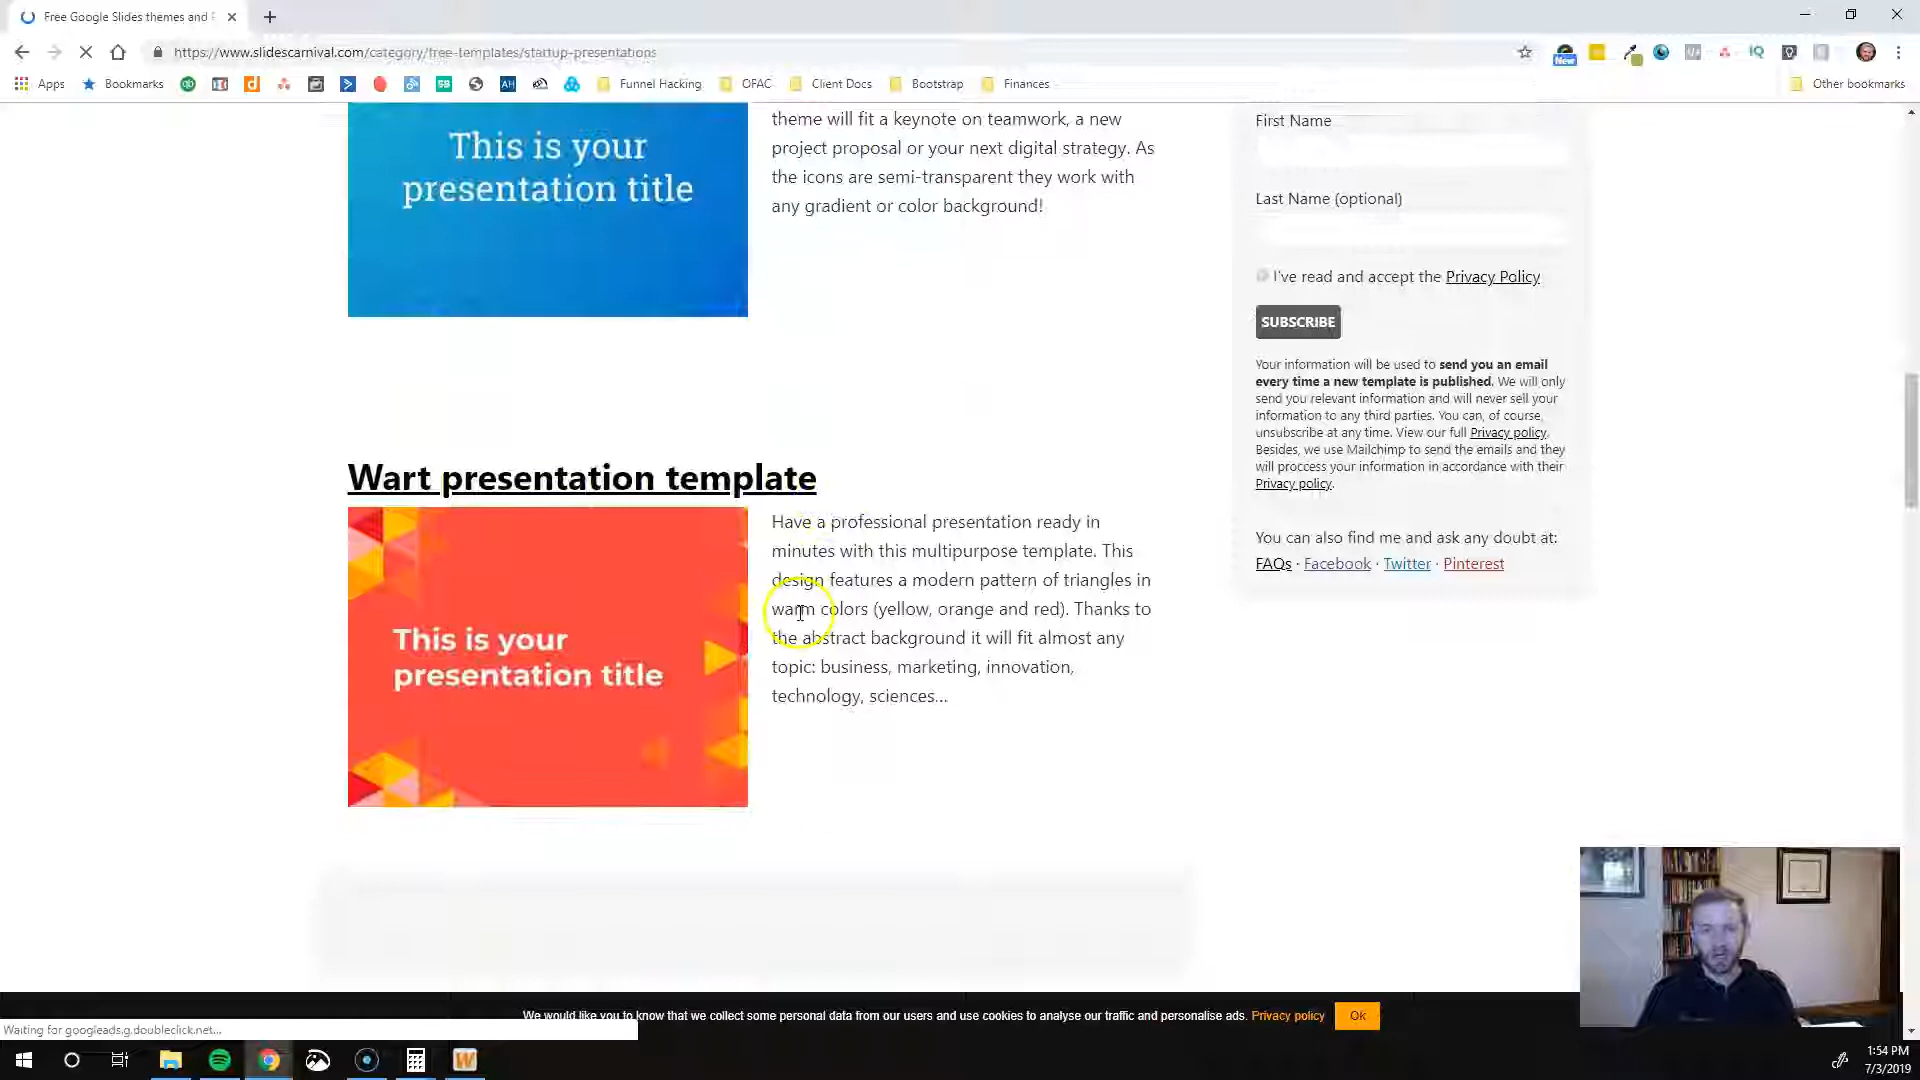 Free Google Slides themes and
https://www.slidescarnival.com/category/free-templates/startup-presentations
New
Apps
Bookmarks
Funnel Hacking
OFAC
Client Docs
Bootstrap
Finances
Other bookmarks
This is your
presentation title
theme will fit a keynote on teamwork, a new
project proposal or your next digital strategy. As
the icons are semi-transparent they work with
any gradient or color background!
First Name
Last Name (optional)
I've read and accept the Privacy Policy
SUBSCRIBE
Your information will be used to send you an email
every time a new template is published. We will only
send you relevant information and will never sell your
information to any third parties. You can, of course,
unsubscribe at any time. View our full Privacy policy.
Besides, we use Mailchimp to send the emails and they
will proccess your information in accordance with their
Privacy policy.
You can also find me and ask any doubt at:
FAQs · Facebook · Twitter · Pinterest
Wart presentation template
This is your
presentation title
Have a professional presentation ready in
minutes with this multipurpose template. This
design features a modern pattern of triangles in
warm colors (yellow, orange and red). Thanks to
the abstract background it will fit almost any
topic: business, marketing, innovation,
technology, sciences...
We would like you to know that we collect some personal data from our users and use cookies to analyse our traffic and personalise ads. Privacy policy
Ok
Waiting for googleads.g.doubleclick.net...
1:54 PM
7/3/2019